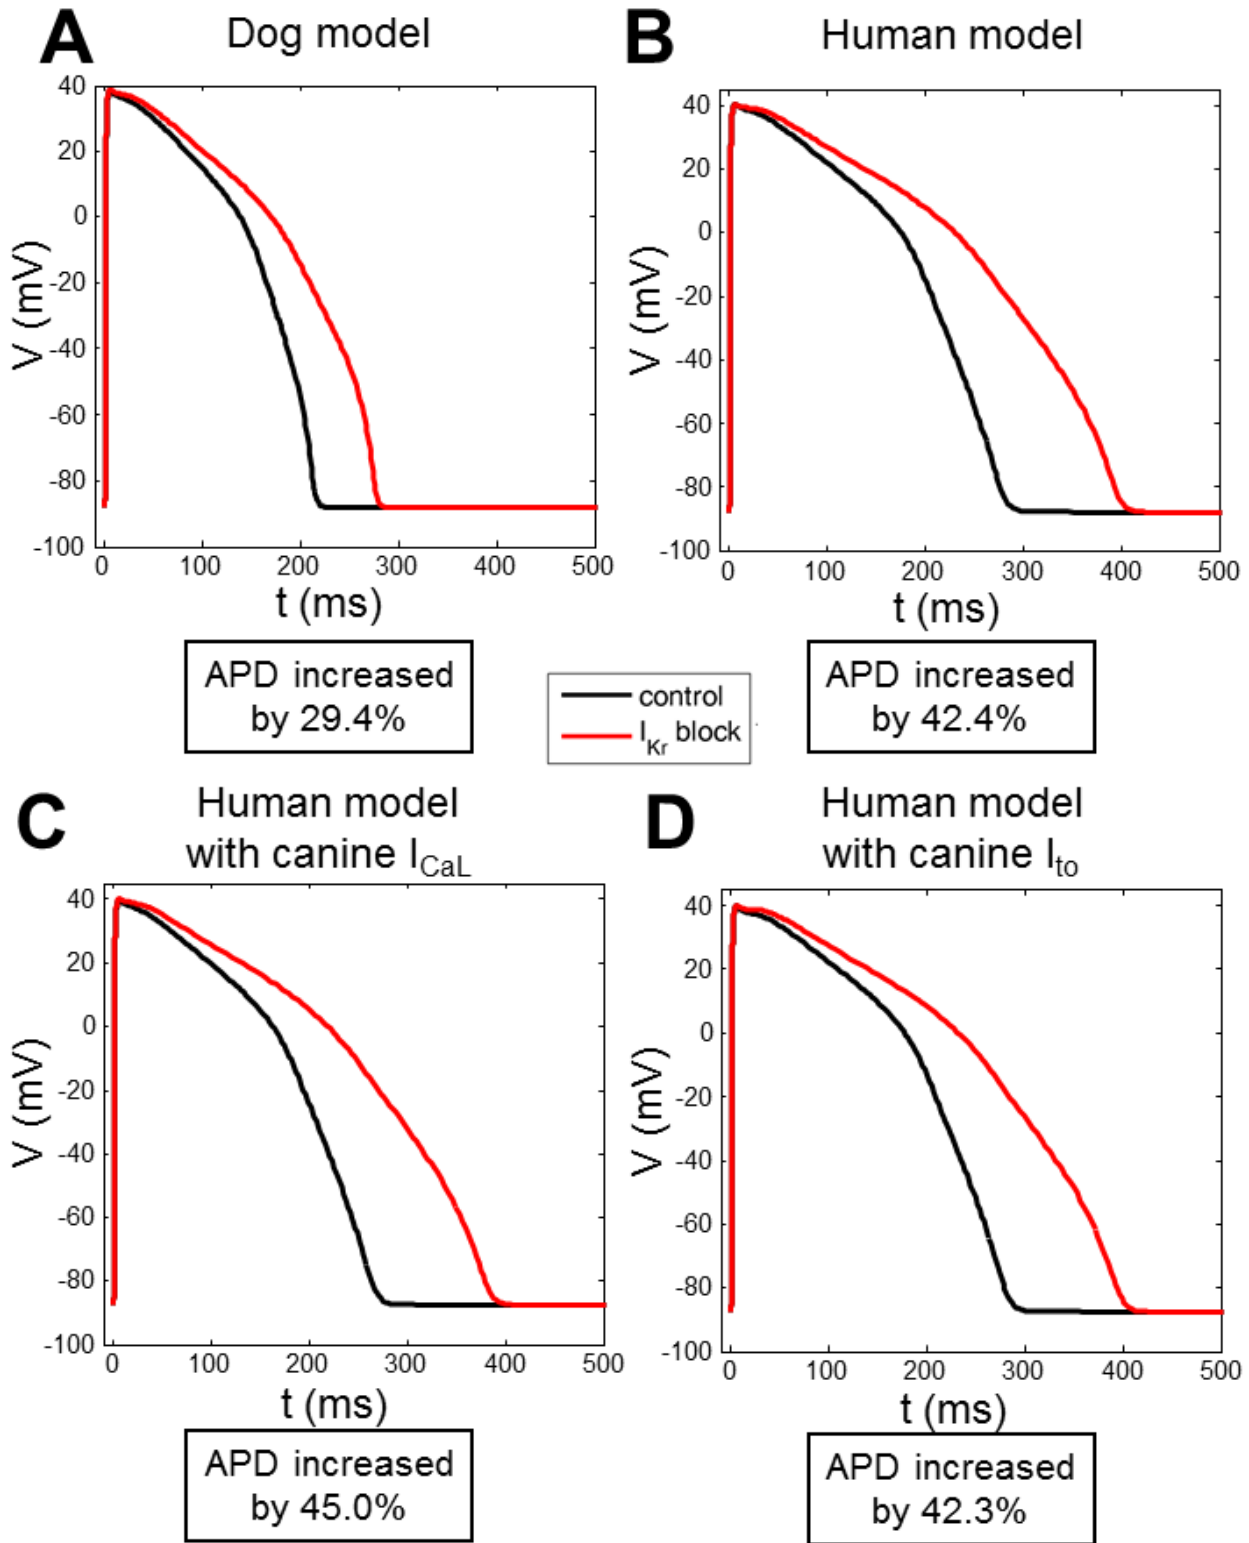 A
Dog model
40
20
0
-20
-40
-60
-80
-100
V (mV)
0 100 200 300 400 500
t (ms)
APD increased
by 29.4%
B
Human model
40
20
0
-20
-40
-60
-80
-100
V (mV)
0 100 200 300 400 500
t (ms)
APD increased
by 42.4%
control
IKr block
C
Human model
with canine ICaL
40
20
0
-20
-40
-60
-80
-100
V (mV)
0 100 200 300 400 500
t (ms)
APD increased
by 45.0%
D
Human model
with canine Ito
40
20
0
-20
-40
-60
-80
-100
V (mV)
0 100 200 300 400 500
t (ms)
APD increased
by 42.3%